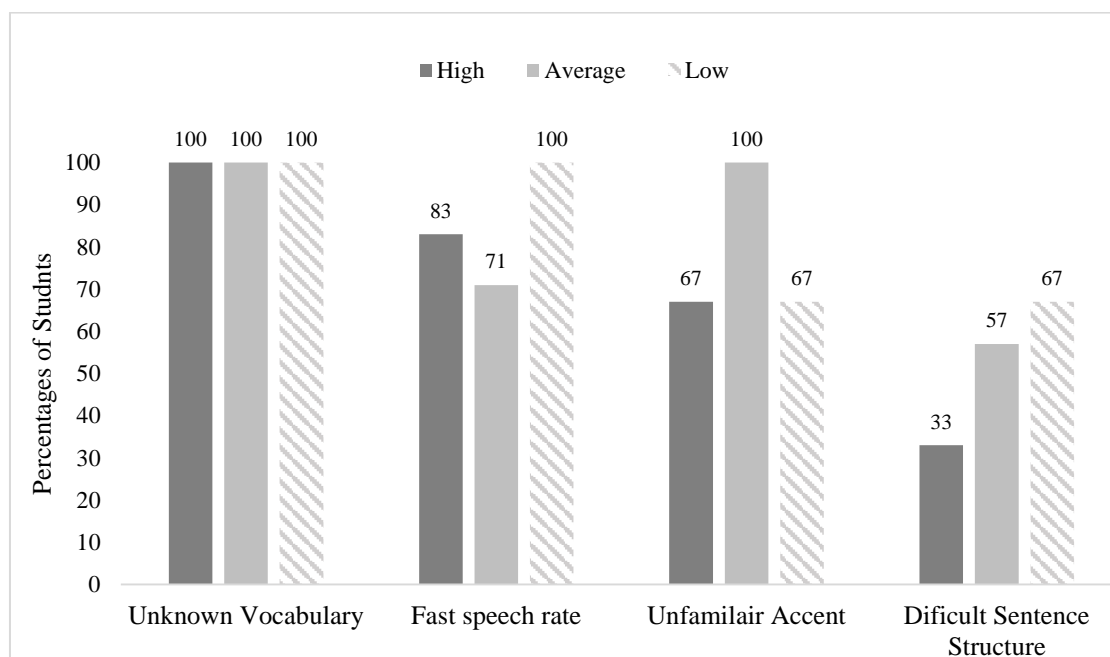 High Average Low
100 100 100
83 71 100
67 100 67
33 57 67
100
90
80
70
60
50
40
30
20
10
0
Percentages of Studnts
Unknown Vocabulary Fast speech rate Unfamilair Accent Dificult Sentence
Structure